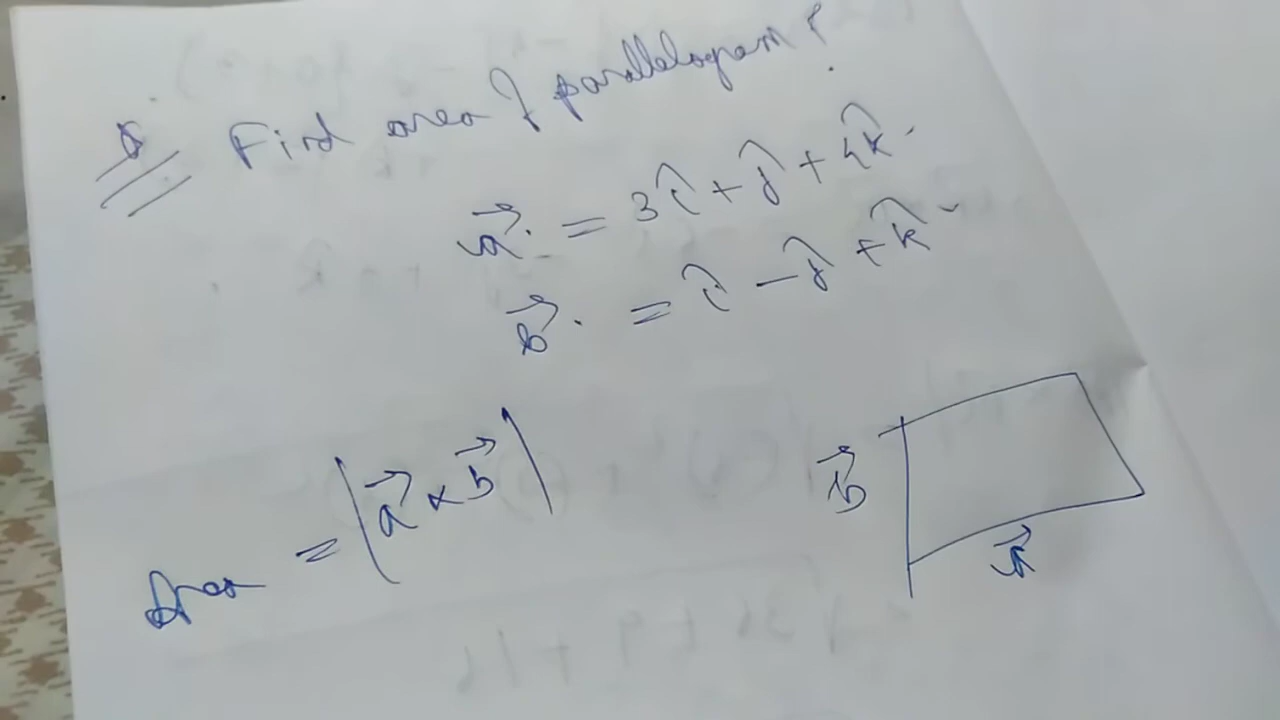 Q Find area of parallelogram?
a⃗. = 3î + ĵ + 4k̂.
b⃗. = î - ĵ + k̂
Area = |a⃗ × b⃗|
b⃗
a⃗